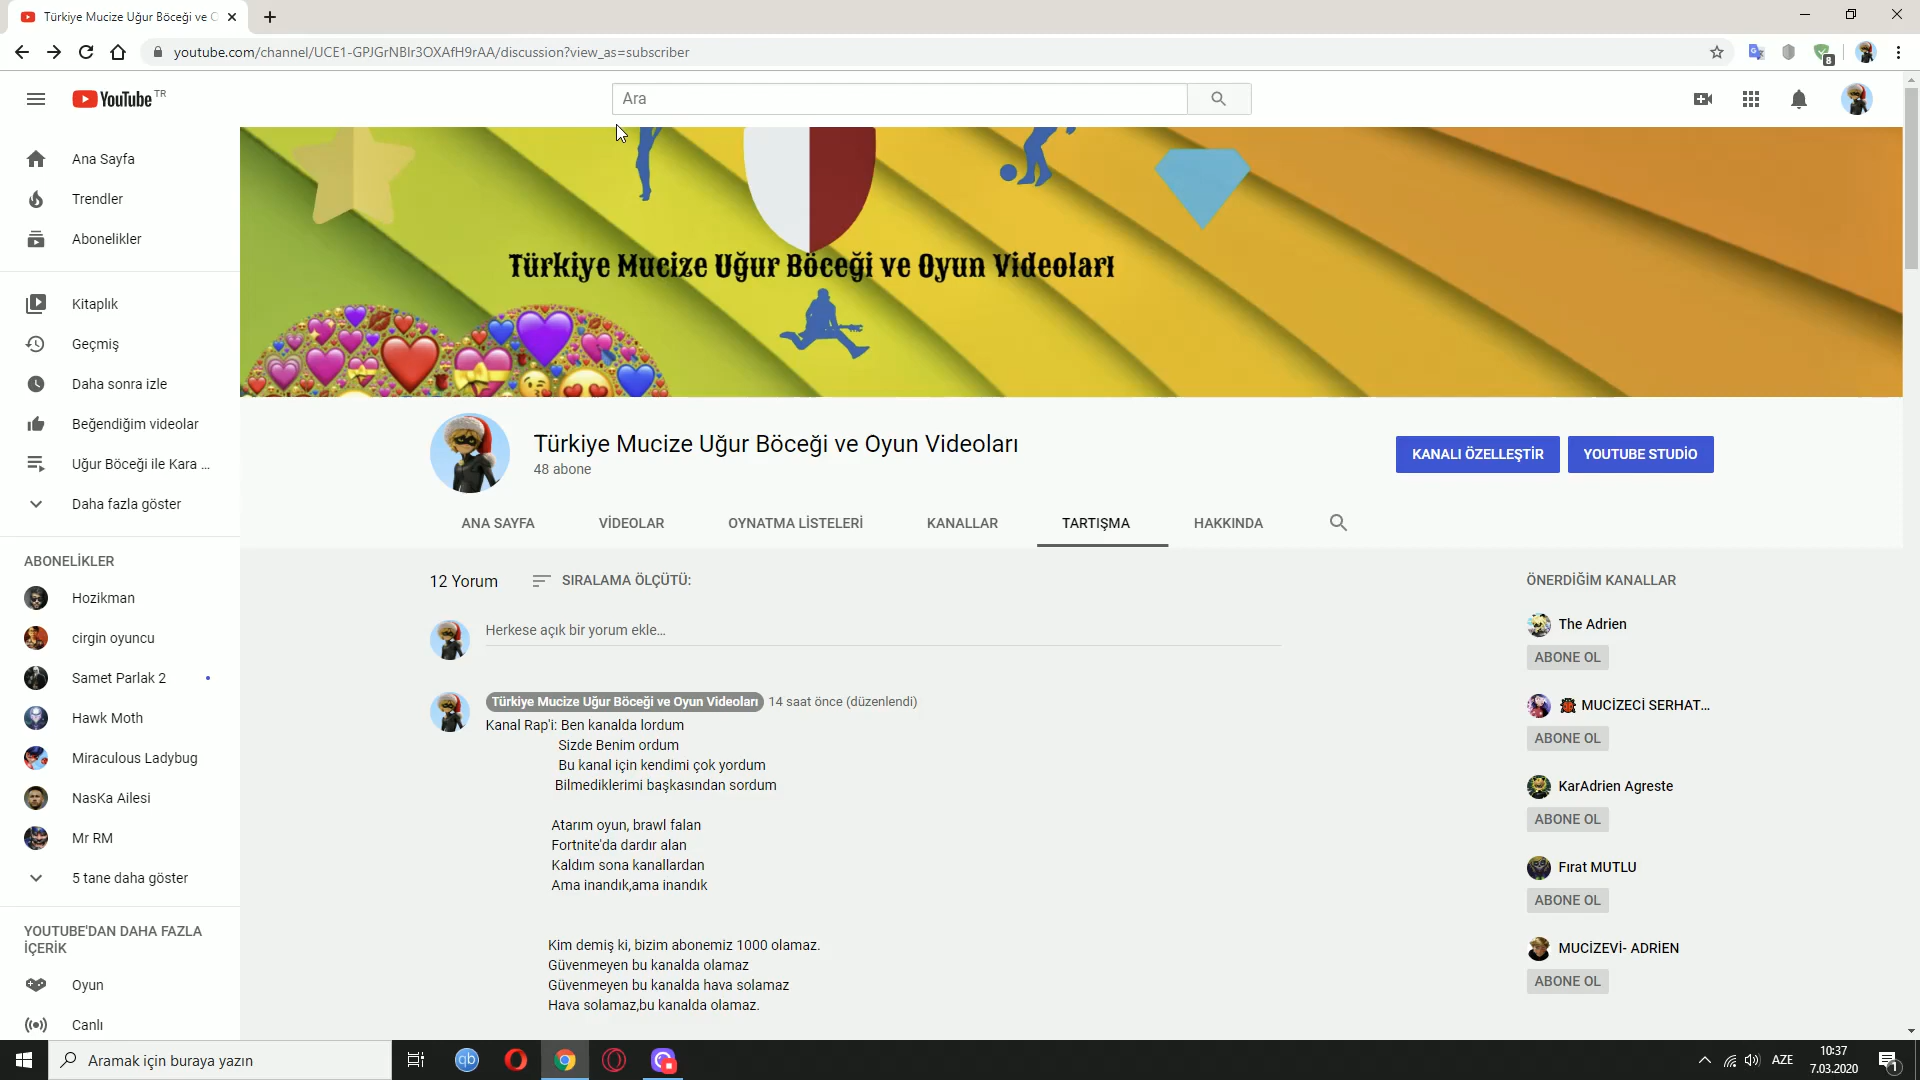 Türkiye Mucize Uğur Böceği ve O
youtube.com/channel/UCE1-GPJGrNBIr3OXAfH9rAA/discussion?view_as=subscriber
8
YouTube TR
Ara
Ana Sayfa
Trendler
Abonelikler
Kitaplık
Geçmiş
Daha sonra izle
Beğendiğim videolar
Uğur Böceği ile Kara ...
Daha fazla göster
ABONELİKLER
Hozikman
cirgin oyuncu
Samet Parlak 2
Hawk Moth
Miraculous Ladybug
NasKa Ailesi
Mr RM
5 tane daha göster
YOUTUBE'DAN DAHA FAZLA
İÇERİK
Oyun
Canlı
Türkiye Mucize Uğur Böceği ve Oyun Videoları
Türkiye Mucize Uğur Böceği ve Oyun Videoları
48 abone
KANALI ÖZELLEŞTİR
YOUTUBE STUDIO
ANA SAYFA
VİDEOLAR
OYNATMA LİSTELERİ
KANALLAR
TARTIŞMA
HAKKINDA
12 Yorum
SIRALAMA ÖLÇÜTÜ:
Herkese açık bir yorum ekle...
Türkiye Mucize Uğur Böceği ve Oyun Videoları 14 saat önce (düzenlendi)
Kanal Rap'i: Ben kanalda lordum
Sizde Benim ordum
Bu kanal için kendimi çok yordum
Bilmediklerimi başkasından sordum
Atarım oyun, brawl falan
Fortnite'da dardır alan
Kaldım sona kanallardan
Ama inandık,ama inandık
Kim demiş ki, bizim abonemiz 1000 olamaz.
Güvenmeyen bu kanalda olamaz
Güvenmeyen bu kanalda hava solamaz
Hava solamaz,bu kanalda olamaz.
ÖNERDİĞİM KANALLAR
The Adrien
ABONE OL
MUCİZECİ SERHAT...
ABONE OL
KarAdrien Agreste
ABONE OL
Fırat MUTLU
ABONE OL
MUCİZEVİ- ADRİEN
ABONE OL
Aramak için buraya yazın
qb
AZE
10:37
7.03.2020
1